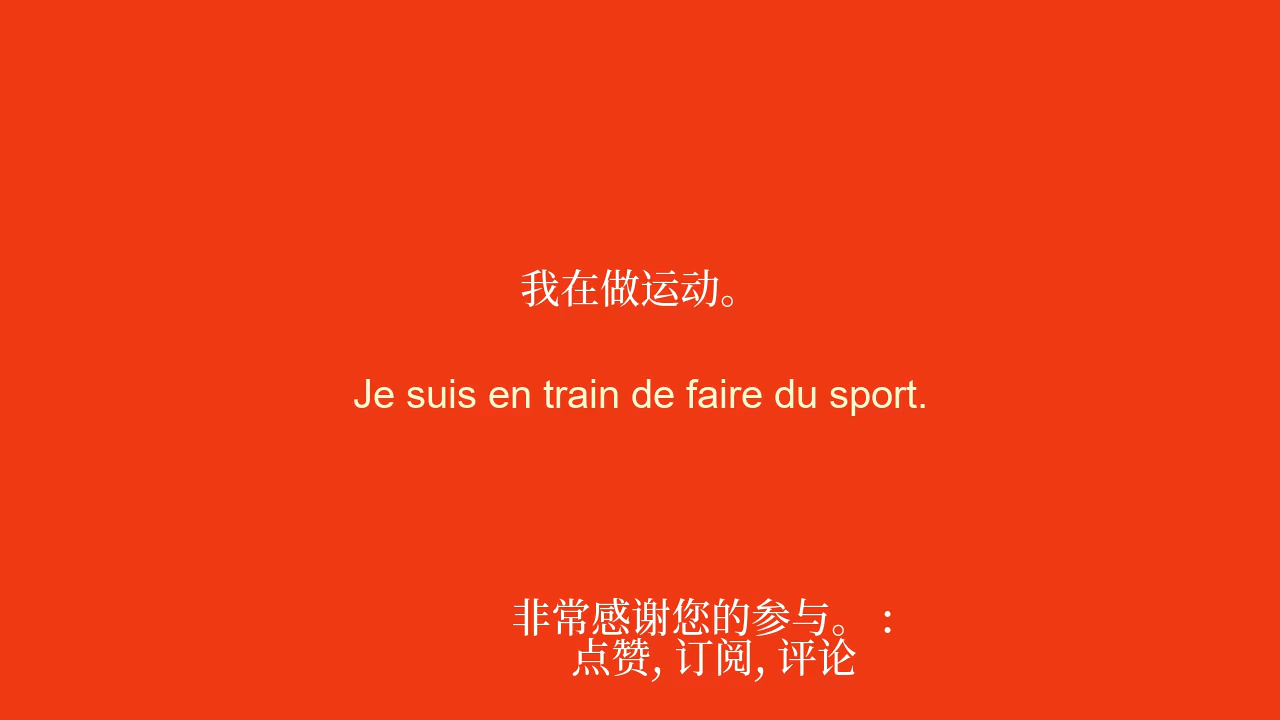 我在做运动。
Je suis en train de faire du sport.
非常感谢您的参与。 :
点赞, 订阅, 评论